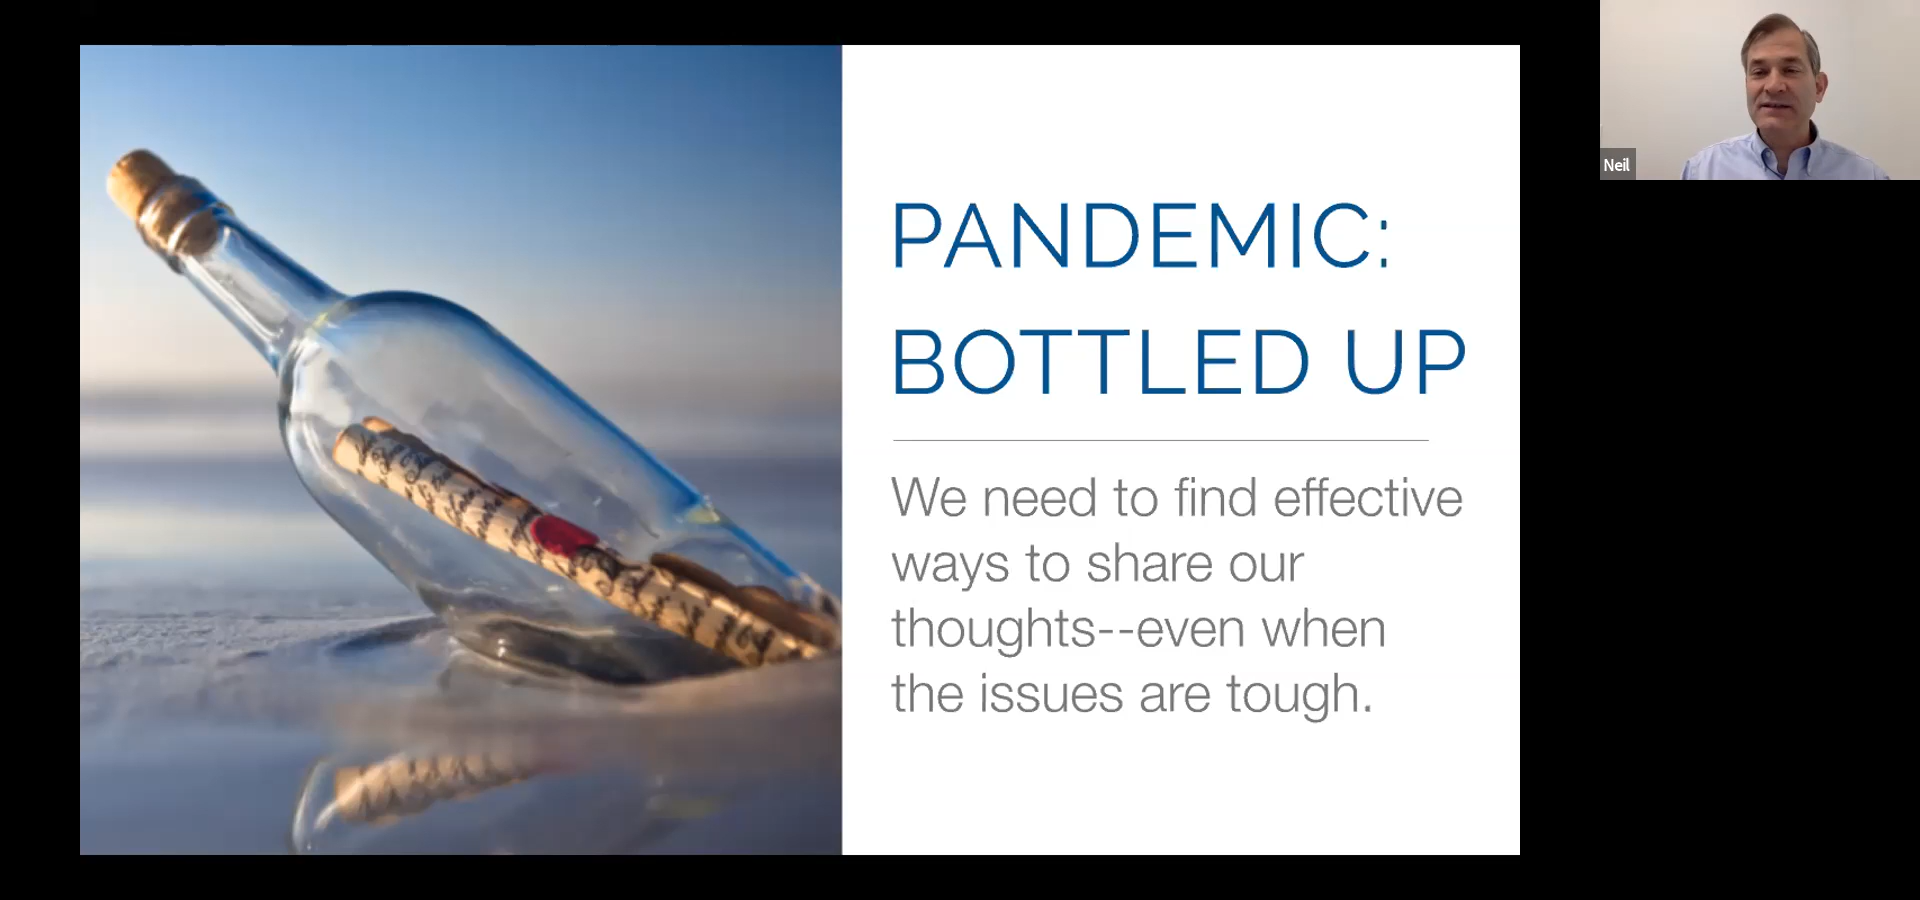 PANDEMIC:
BOTTLED UP
We need to find effective
ways to share our
thoughts--even when
the issues are tough.
Neil